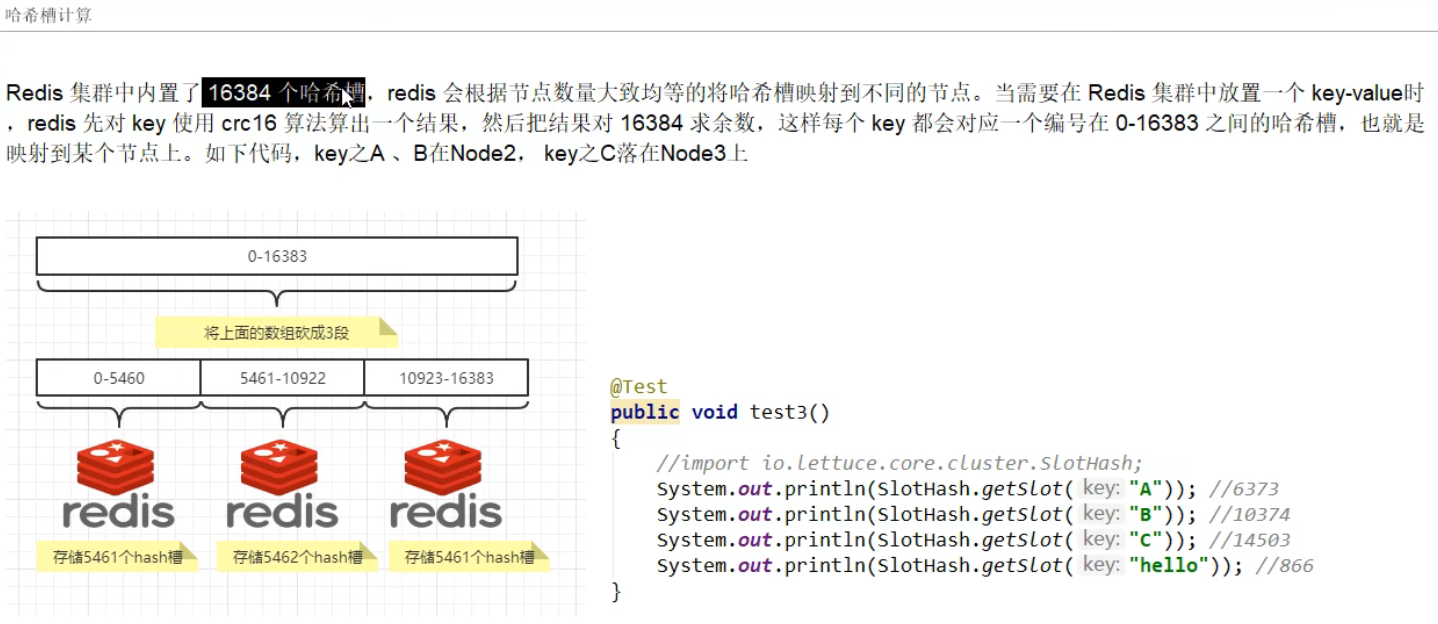 哈希槽计算
Redis 集群中内置了 16384 个哈希槽，redis 会根据节点数量大致均等的将哈希槽映射到不同的节点。当需要在 Redis 集群中放置一个 key-value时
，redis 先对 key 使用 crc16 算法算出一个结果，然后把结果对 16384 求余数，这样每个 key 都会对应一个编号在 0-16383 之间的哈希槽，也就是
映射到某个节点上。如下代码，key之A 、B在Node2， key之C落在Node3上
0-16383
将上面的数组砍成3段
0-5460 5461-10922 10923-16383
redis redis redis
存储5461个hash槽 存储5462个hash槽 存储5461个hash槽
@Test
public void test3()
{
//import io.lettuce.core.cluster.SlotHash;
System.out.println(SlotHash.getSlot( key: "A")); //6373
System.out.println(SlotHash.getSlot( key: "B")); //10374
System.out.println(SlotHash.getSlot( key: "C")); //14503
System.out.println(SlotHash.getSlot( key: "hello")); //866
}